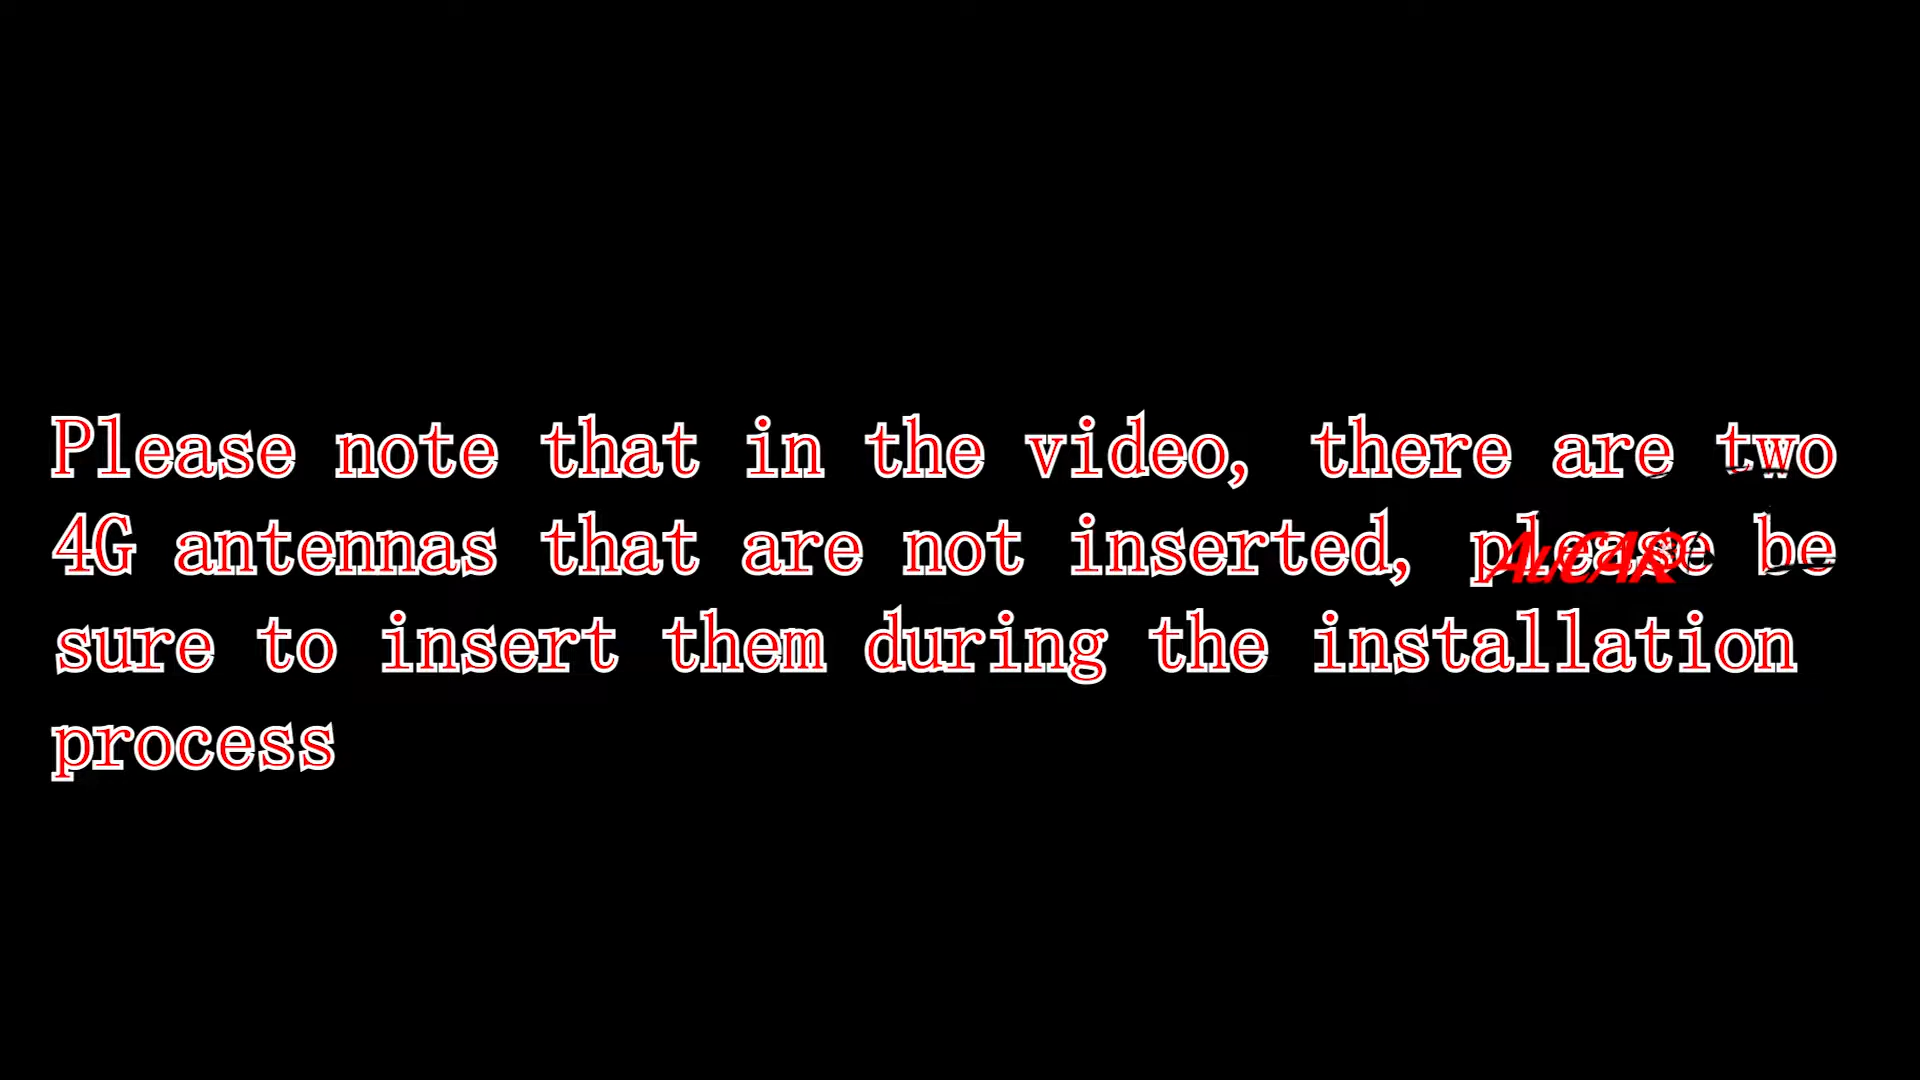 Please note that in the video, there are two
4G antennas that are not inserted, please be
sure to insert them during the installation
process